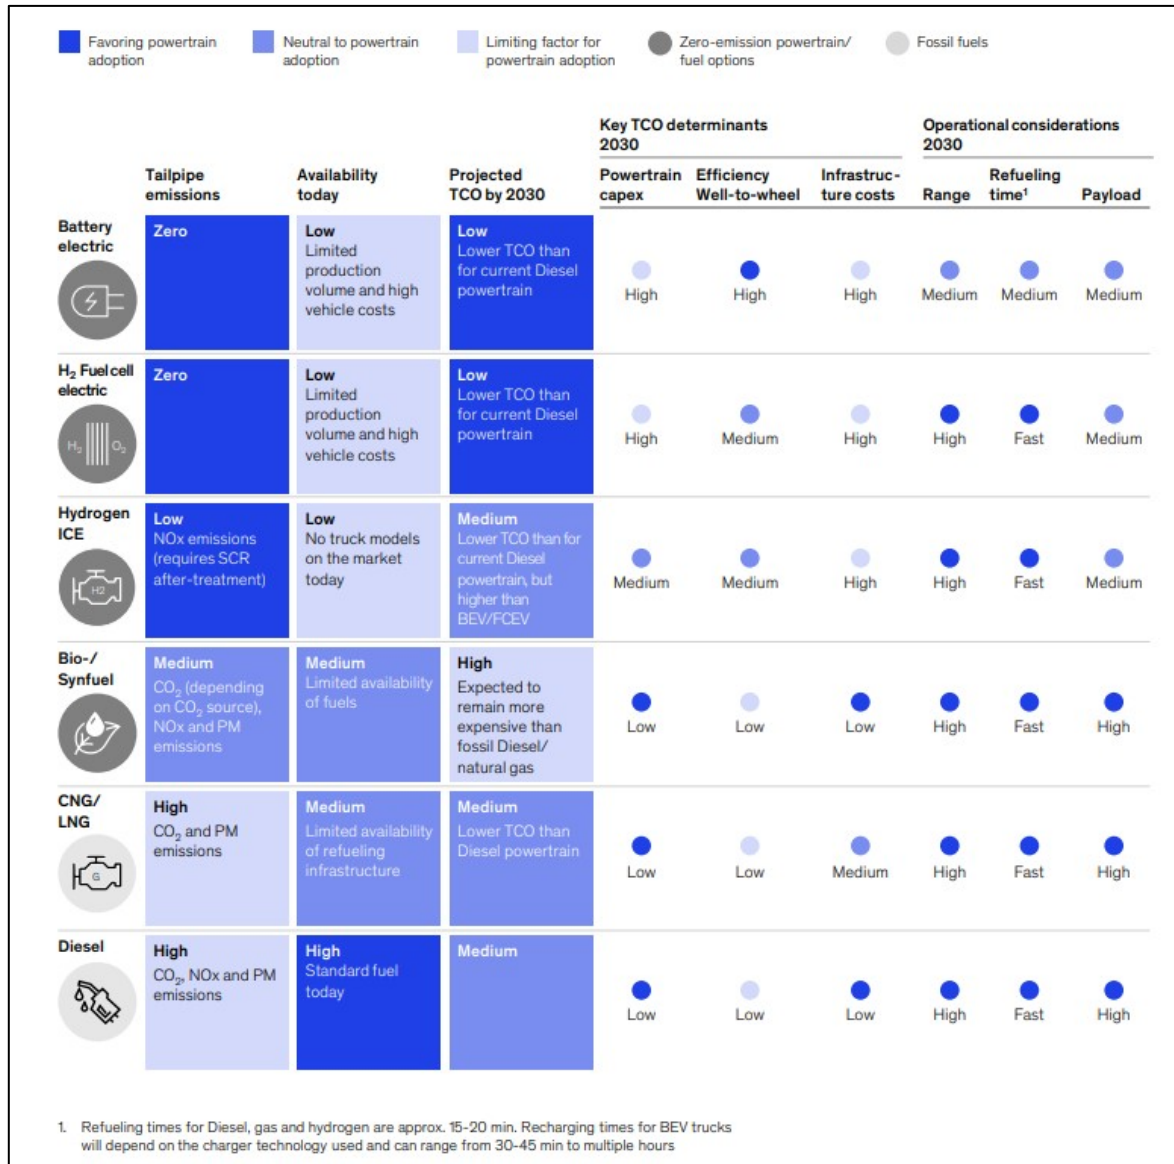 Favoring powertrain
adoption
Neutral to powertrain
adoption
Limiting factor for
powertrain adoption
Zero-emission powertrain/
fuel options
Fossil fuels
Key TCO determinants
2030
Operational considerations
2030
Tailpipe
emissions
Availability
today
Projected
TCO by 2030
Powertrain
capex
Efficiency
Well-to-wheel
Infrastruc-
ture costs
Range
Refueling
time¹
Payload
Battery
electric
Zero
Low
Limited
production
volume and high
vehicle costs
Low
Lower TCO than
for current Diesel
powertrain
High
High
High
Medium
Medium
Medium
H₂ Fuel cell
electric
H₂
O₂
Zero
Low
Limited
production
volume and high
vehicle costs
Low
Lower TCO than
for current Diesel
powertrain
High
Medium
High
High
Fast
Medium
Hydrogen
ICE
H2
Low
NOx emissions
(requires SCR
after-treatment)
Low
No truck models
on the market
today
Medium
Lower TCO than for
current Diesel
powertrain, but
higher than
BEV/FCEV
Medium
Medium
High
High
Fast
Medium
Bio-/
Synfuel
Medium
CO₂ (depending
on CO₂ source),
NOx and PM
emissions
Medium
Limited availability
of fuels
High
Expected to
remain more
expensive than
fossil Diesel/
natural gas
Low
Low
Low
High
Fast
High
CNG/
LNG
G
High
CO₂ and PM
emissions
Medium
Limited availability
of refueling
infrastructure
Medium
Lower TCO than
Diesel powertrain
Low
Low
Medium
High
Fast
High
Diesel
High
CO₂, NOx and PM
emissions
High
Standard fuel
today
Medium
Low
Low
Low
High
Fast
High
1. Refueling times for Diesel, gas and hydrogen are approx. 15-20 min. Recharging times for BEV trucks
will depend on the charger technology used and can range from 30-45 min to multiple hours